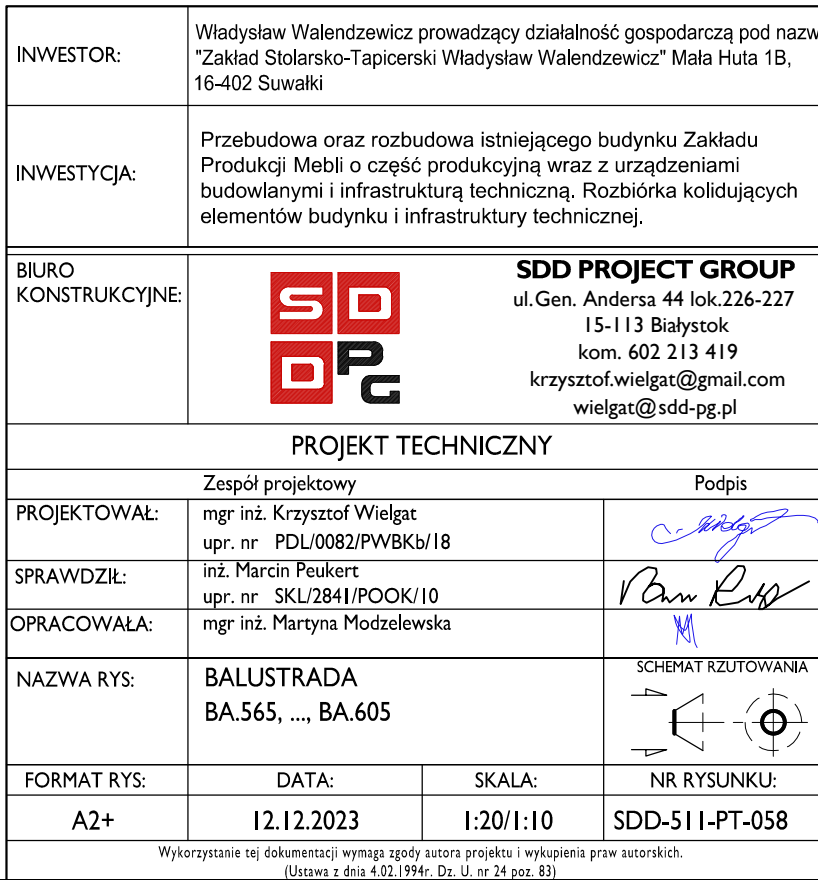 INWESTOR:
Władysław Walendzewicz prowadzący działalność gospodarczą pod nazw
"Zakład Stolarsko-Tapicerski Władysław Walendzewicz" Mała Huta 1B,
16-402 Suwałki
INWESTYCJA:
Przebudowa oraz rozbudowa istniejącego budynku Zakładu
Produkcji Mebli o część produkcyjną wraz z urządzeniami
budowlanymi i infrastrukturą techniczną. Rozbiórka kolidujących
elementów budynku i infrastruktury technicznej.
BIURO
KONSTRUKCYJNE:
SD
DPG
SDD PROJECT GROUP
ul.Gen. Andersa 44 lok.226-227
15-113 Białystok
kom. 602 213 419
krzysztof.wielgat@gmail.com
wielgat@sdd-pg.pl
PROJEKT TECHNICZNY
Zespół projektowy
Podpis
PROJEKTOWAŁ:
mgr inż. Krzysztof Wielgat
upr. nr PDL/0082/PWBKb/18
SPRAWDZIŁ:
inż. Marcin Peukert
upr. nr SKL/2841/POOK/10
OPRACOWAŁA:
mgr inż. Martyna Modzelewska
NAZWA RYS:
BALUSTRADA
BA.565, ..., BA.605
SCHEMAT RZUTOWANIA
FORMAT RYS:
DATA:
SKALA:
NR RYSUNKU:
A2+
12.12.2023
1:20/1:10
SDD-511-PT-058
Wykorzystanie tej dokumentacji wymaga zgody autora projektu i wykupienia praw autorskich.
(Ustawa z dnia 4.02.1994r. Dz. U. nr 24 poz. 83)